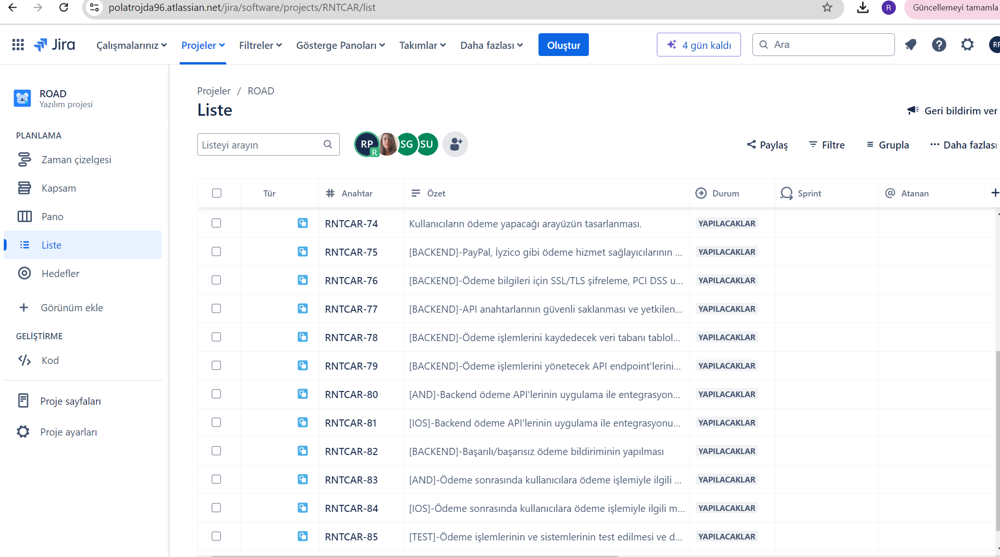 polatrojda96.atlassian.net/jira/software/projects/RNTCAR/list
R
Güncellemeyi tamamla
Jira
Çalışmalarınız
Projeler
Filtreler
Gösterge Panoları
Takımlar
Daha fazlası
Oluştur
4 gün kaldı
Ara
RP
ROAD
Yazılım projesi
PLANLAMA
Zaman çizelgesi
Kapsam
Pano
Liste
Hedefler
Görünüm ekle
GELİŞTİRME
Kod
Proje sayfaları
Proje ayarları
Projeler / ROAD
Liste
Geri bildirim ver
Listeyi arayın
RP
R
SG
SU
Paylaş
Filtre
Grupla
Daha fazlası
Tür Anahtar Özet Durum Sprint Atanan
RNTCAR-74 Kullanıcıların ödeme yapacağı arayüzün tasarlanması. YAPILACAKLAR
RNTCAR-75 [BACKEND]-PayPal, İyzico gibi ödeme hizmet sağlayıcılarının ... YAPILACAKLAR
RNTCAR-76 [BACKEND]-Ödeme bilgileri için SSL/TLS şifreleme, PCI DSS u... YAPILACAKLAR
RNTCAR-77 [BACKEND]-API anahtarlarının güvenli saklanması ve yetkilen... YAPILACAKLAR
RNTCAR-78 [BACKEND]-Ödeme işlemlerini kaydedecek veri tabanı tablol... YAPILACAKLAR
RNTCAR-79 [BACKEND]-Ödeme işlemlerini yönetecek API endpoint'lerini... YAPILACAKLAR
RNTCAR-80 [AND]-Backend ödeme API'lerinin uygulama ile entegrasyon... YAPILACAKLAR
RNTCAR-81 [IOS]-Backend ödeme API'lerinin uygulama ile entegrasyonu... YAPILACAKLAR
RNTCAR-82 [BACKEND]-Başarılı/başarısız ödeme bildiriminin yapılması YAPILACAKLAR
RNTCAR-83 [AND]-Ödeme sonrasında kullanıcılara ödeme işlemiyle ilgili ... YAPILACAKLAR
RNTCAR-84 [IOS]-Ödeme sonrasında kullanıcılara ödeme işlemiyle ilgili m... YAPILACAKLAR
RNTCAR-85 [TEST]-Ödeme işlemlerinin ve sistemlerinin test edilmesi ve d... YAPILACAKLAR